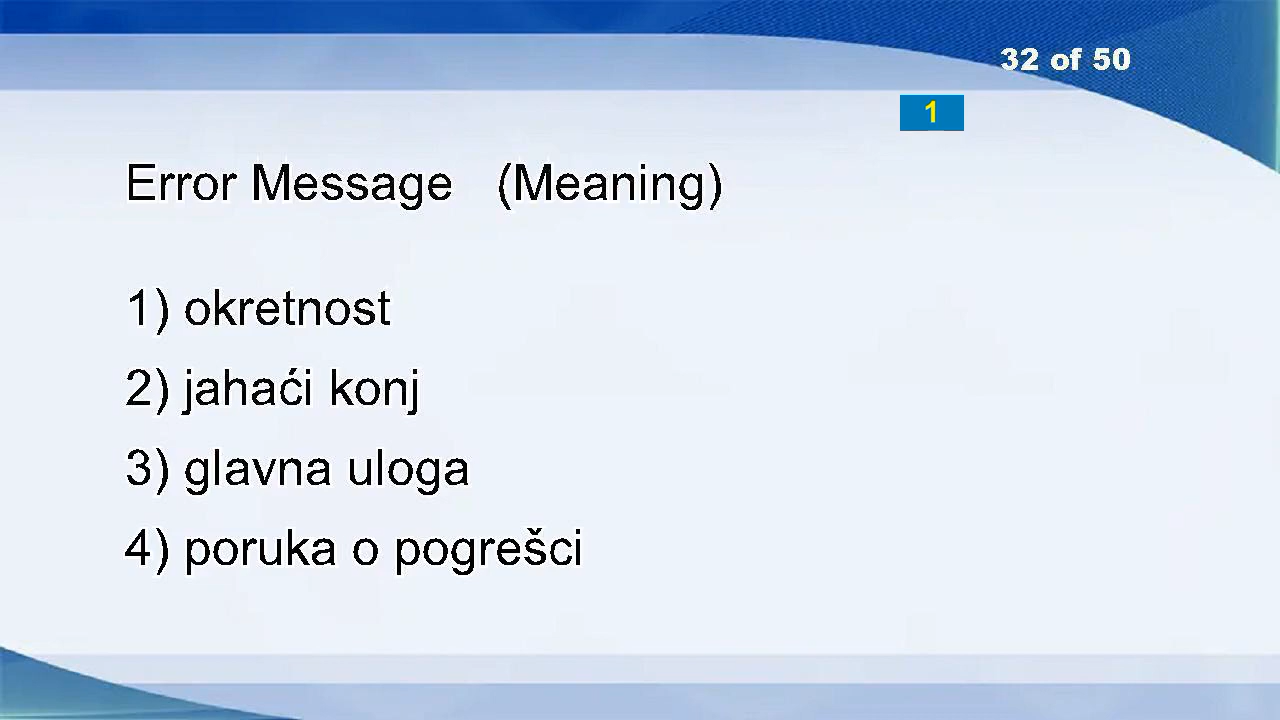 32 of 50
1
Error Message (Meaning)
1) okretnost
2) jahaći konj
3) glavna uloga
4) poruka o pogrešci